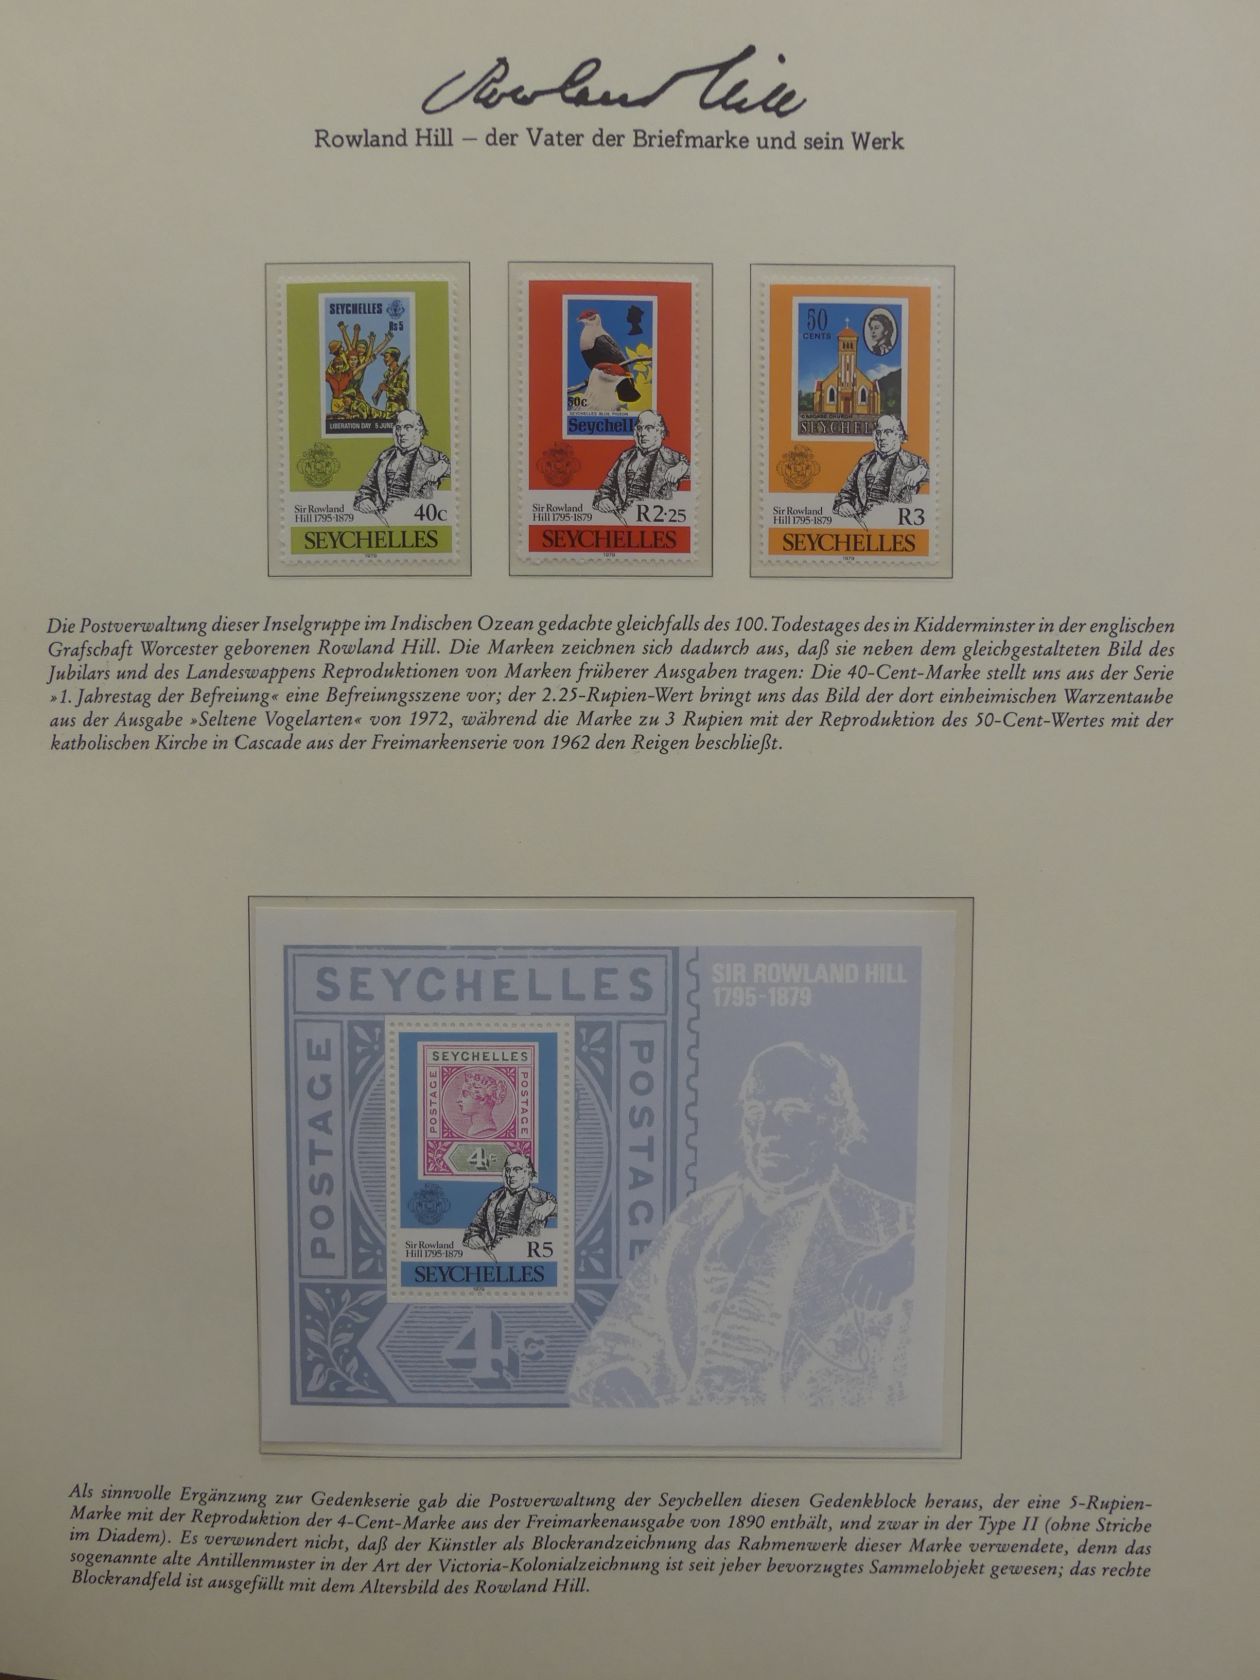 Rowland Hill
Rowland Hill – der Vater der Briefmarke und sein Werk
SEYCHELLES
Rs5
LIBERATION DAY 5 JUNE
Sir Rowland
Hill 1795-1879
40c
SEYCHELLES
1979
50c
SEYCHELLES BLUE PIGEON
Seychell
Sir Rowland
Hill 1795-1879
R2·25
SEYCHELLES
1979
50
CENTS
CASCADE CHURCH
SEYCHEL
Sir Rowland
Hill 1795-1879
R3
SEYCHELLES
1979
Die Postverwaltung dieser Inselgruppe im Indischen Ozean gedachte gleichfalls des 100. Todestages des in Kidderminster in der englischen
Grafschaft Worcester geborenen Rowland Hill. Die Marken zeichnen sich dadurch aus, daß sie neben dem gleichgestalteten Bild des
Jubilars und des Landeswappens Reproduktionen von Marken früherer Ausgaben tragen: Die 40-Cent-Marke stellt uns aus der Serie
»1. Jahrestag der Befreiung« eine Befreiungsszene vor; der 2.25-Rupien-Wert bringt uns das Bild der dort einheimischen Warzentaube
aus der Ausgabe »Seltene Vogelarten« von 1972, während die Marke zu 3 Rupien mit der Reproduktion des 50-Cent-Wertes mit der
katholischen Kirche in Cascade aus der Freimarkenserie von 1962 den Reigen beschließt.
SEYCHELLES
POSTAGE
POSTAGE
4c
SIR ROWLAND HILL
1795-1879
SEYCHELLES
POSTAGE
POSTAGE
4c
Sir Rowland
Hill 1795-1879
R5
SEYCHELLES
1979
Als sinnvolle Ergänzung zur Gedenkserie gab die Postverwaltung der Seychellen diesen Gedenkblock heraus, der eine 5-Rupien-
Marke mit der Reproduktion der 4-Cent-Marke aus der Freimarkenausgabe von 1890 enthält, und zwar in der Type II (ohne Striche
im Diadem). Es verwundert nicht, daß der Künstler als Blockrandzeichnung das Rahmenwerk dieser Marke verwendete, denn das
sogenannte alte Antillenmuster in der Art der Victoria-Kolonialzeichnung ist seit jeher bevorzugtes Sammelobjekt gewesen; das rechte
Blockrandfeld ist ausgefüllt mit dem Altersbild des Rowland Hill.